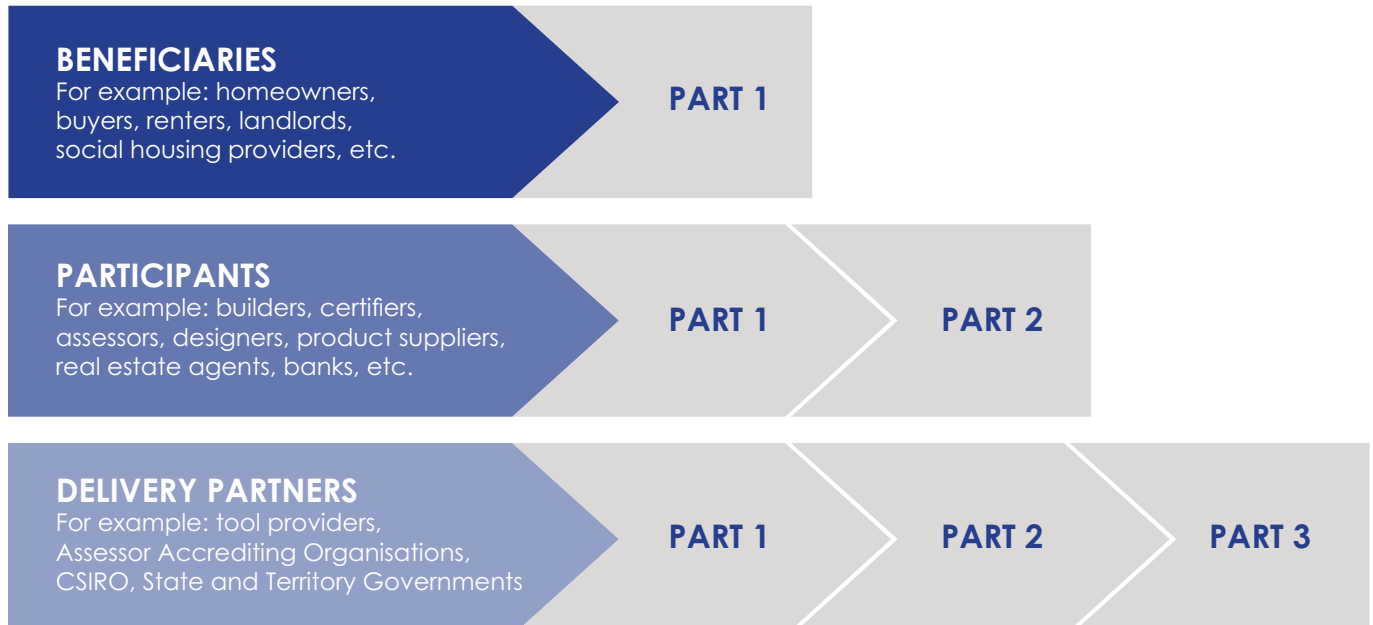 BENEFICIARIES
For example: homeowners,
buyers, renters, landlords,
social housing providers, etc.
PART 1
PARTICIPANTS
For example: builders, certifiers,
assessors, designers, product suppliers,
real estate agents, banks, etc.
PART 1
PART 2
DELIVERY PARTNERS
For example: tool providers,
Assessor Accrediting Organisations,
CSIRO, State and Territory Governments
PART 1
PART 2
PART 3